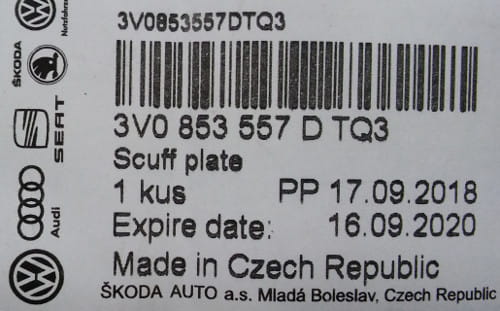 3V0853557DTQ3
3V0 853 557 D TQ3
Scuff plate
1 kus PP 17.09.2018
Expire date: 16.09.2020
Made in Czech Republic
ŠKODA AUTO a.s. Mladá Boleslav, Czech Republic
Nutzfahrzeuge
ŠKODA
SEAT
Audi